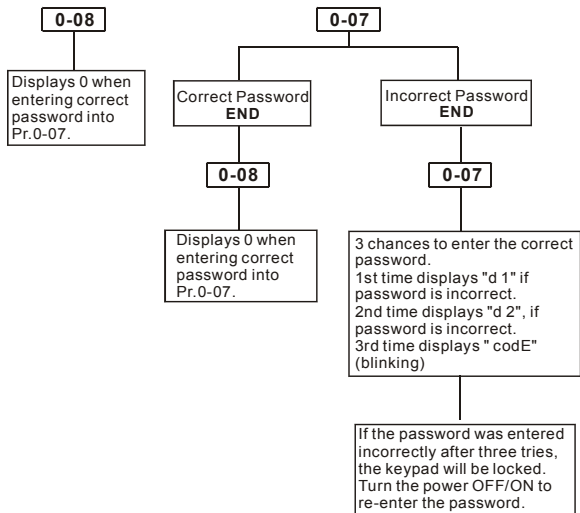 0-08
Displays 0 when
entering correct
password into
Pr.0-07.
0-07
Correct Password
END
0-08
Displays 0 when
entering correct
password into
Pr.0-07.
Incorrect Password
END
0-07
3 chances to enter the correct
password.
1st time displays "d 1" if
password is incorrect.
2nd time displays "d 2", if
password is incorrect.
3rd time displays " codE"
(blinking)
If the password was entered
incorrectly after three tries,
the keypad will be locked.
Turn the power OFF/ON to
re-enter the password.